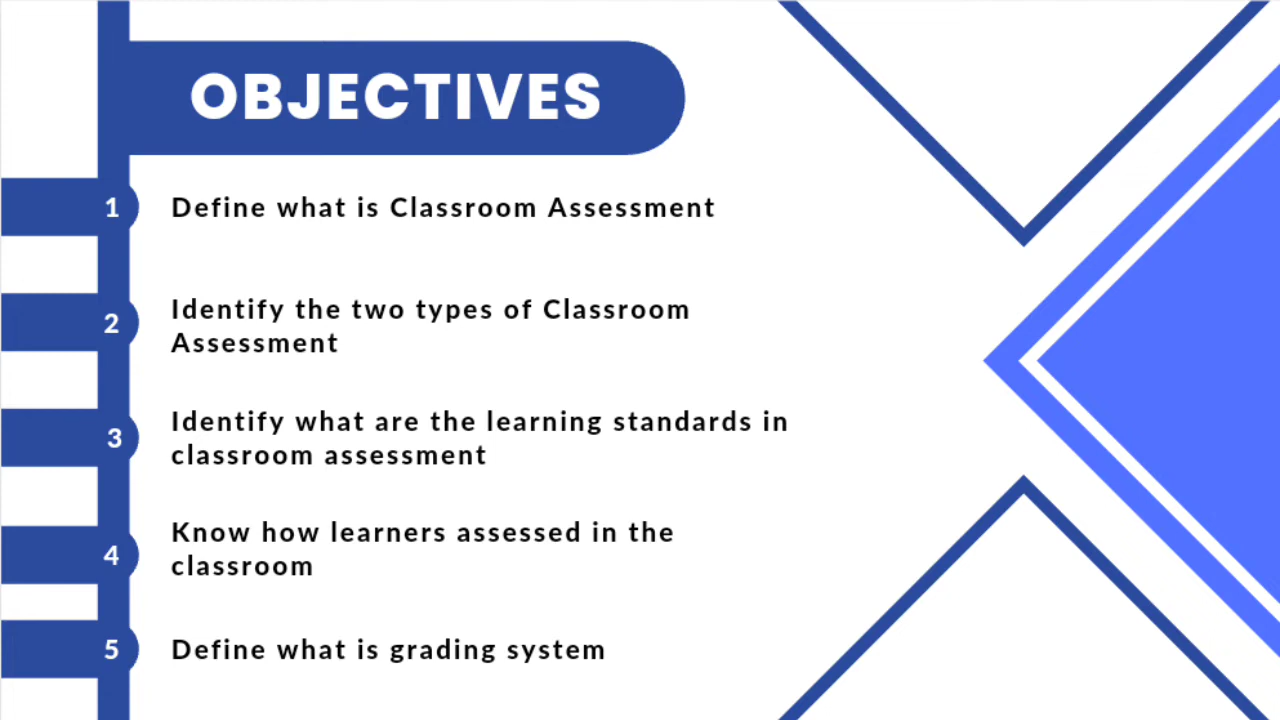 OBJECTIVES
1 Define what is Classroom Assessment
2 Identify the two types of Classroom
Assessment
3 Identify what are the learning standards in
classroom assessment
4 Know how learners assessed in the
classroom
5 Define what is grading system